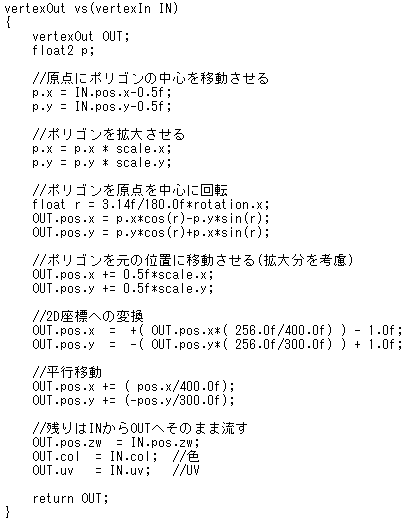 vertexOut vs(vertexIn IN)
{
    vertexOut OUT;
    float2 p;

    //原点にポリゴンの中心を移動させる
    p.x = IN.pos.x-0.5f;
    p.y = IN.pos.y-0.5f;

    //ポリゴンを拡大させる
    p.x = p.x * scale.x;
    p.y = p.y * scale.y;

    //ポリゴンを原点を中心に回転
    float r = 3.14f/180.0f*rotation.x;
    OUT.pos.x = p.x*cos(r)-p.y*sin(r);
    OUT.pos.y = p.y*cos(r)+p.x*sin(r);

    //ポリゴンを元の位置に移動させる(拡大分を考慮)
    OUT.pos.x += 0.5f*scale.x;
    OUT.pos.y += 0.5f*scale.y;

    //2D座標への変換
    OUT.pos.x  =  +( OUT.pos.x*( 256.0f/400.0f) ) - 1.0f;
    OUT.pos.y  =  -( OUT.pos.y*( 256.0f/300.0f) ) + 1.0f;

    //平行移動
    OUT.pos.x += ( pos.x/400.0f);
    OUT.pos.y += (-pos.y/300.0f);

    //残りはINからOUTへそのまま流す
    OUT.pos.zw  = IN.pos.zw;
    OUT.col  = IN.col;  //色
    OUT.uv   = IN.uv;   //UV

    return OUT;
}